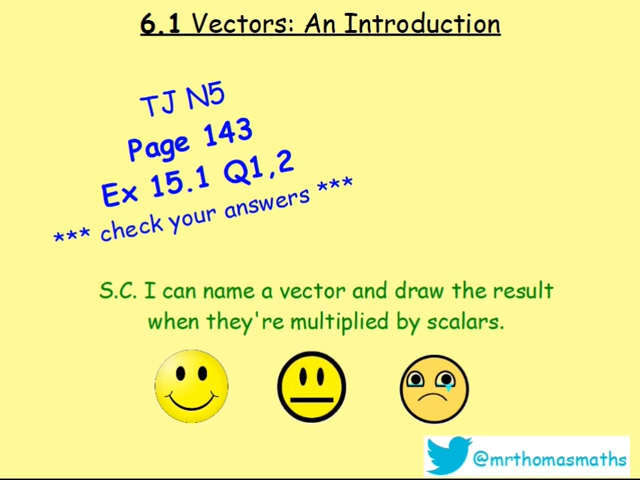 6.1 Vectors: An Introduction
TJ N5
Page 143
Ex 15.1 Q1,2
*** check your answers ***
S.C. I can name a vector and draw the result
when they're multiplied by scalars.
@mrthomasmaths